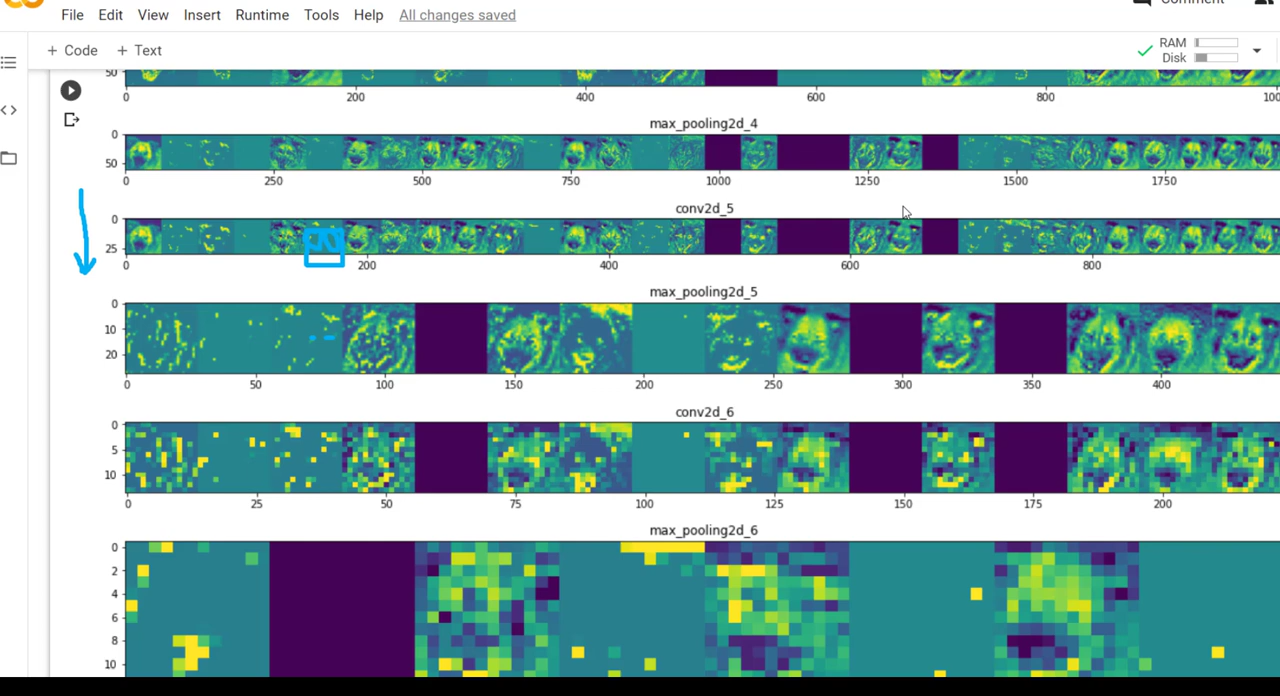 Comment
File Edit View Insert Runtime Tools Help All changes saved
+ Code + Text
RAM
Disk
50
0 200 400 600 800 100
max_pooling2d_4
0
50
0 250 500 750 1000 1250 1500 1750
conv2d_5
0
25
0 200 400 600 800
max_pooling2d_5
0
10
20
0 50 100 150 200 250 300 350 400
conv2d_6
0
5
10
0 25 50 75 100 125 150 175 200
max_pooling2d_6
0
2
4
6
8
10